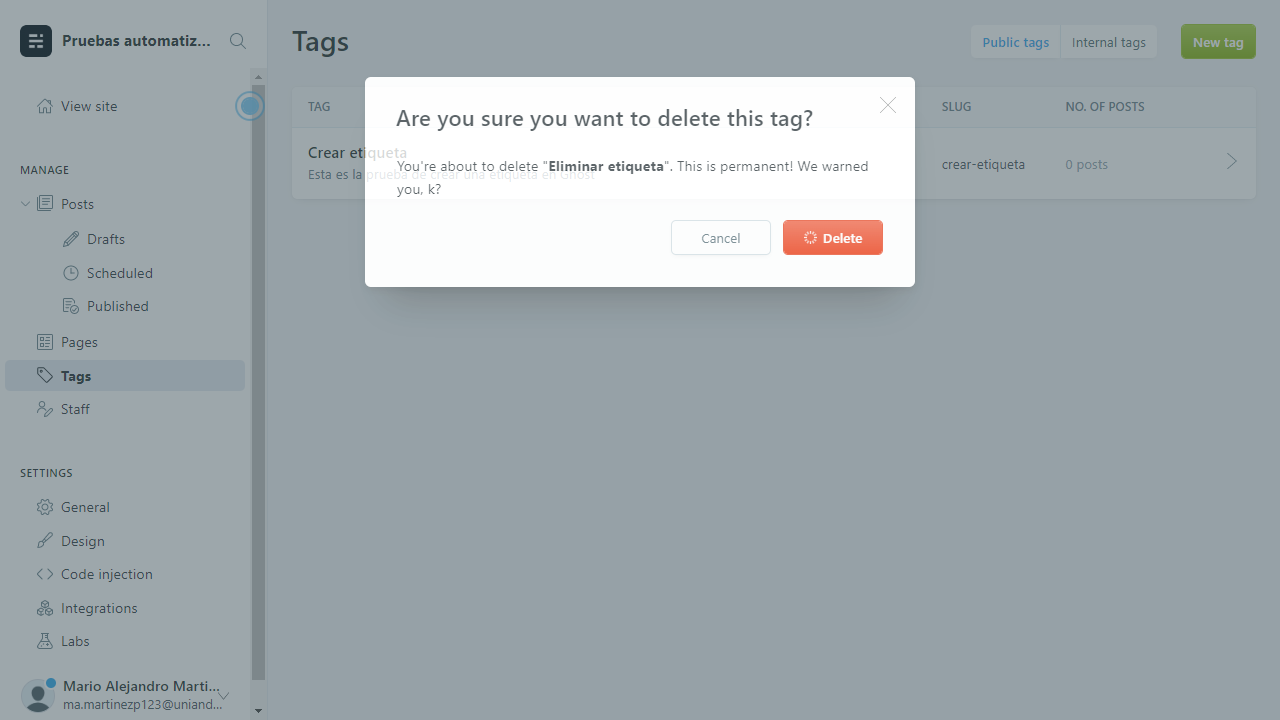 Pruebas automatiz...
View site
MANAGE
Posts
Drafts
Scheduled
Published
Pages
Tags
Staff
SETTINGS
General
Design
Code injection
Integrations
Labs
Mario Alejandro Marti...
ma.martinezp123@uniand...
Tags
Public tags
Internal tags
New tag
TAG
SLUG
NO. OF POSTS
Crear etiqueta
Esta es la prueba de crear una etiqueta en Ghost
crear-etiqueta
0 posts
Are you sure you want to delete this tag?
You're about to delete "Eliminar etiqueta". This is permanent! We warned
you, k?
Cancel
Delete